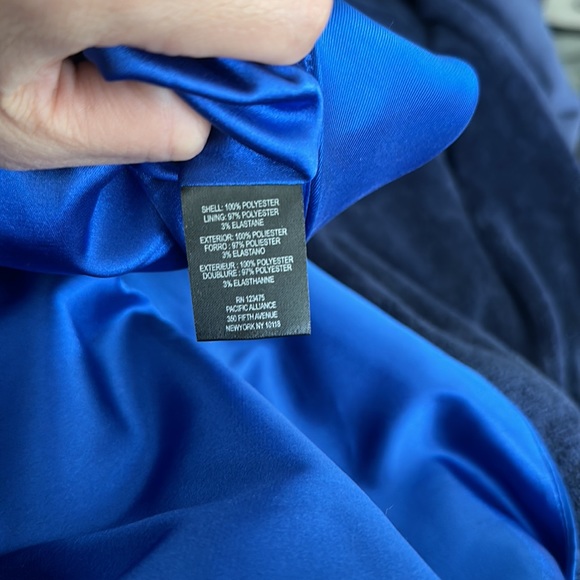 SHELL: 100% POLYESTER
LINING: 97% POLYESTER
3% ELASTANE
EXTERIOR: 100% POLIESTER
FORRO : 97% POLIESTER
3% ELASTANO
EXTERIEUR : 100% POLYESTER
DOUBLURE : 97% POLYESTER
3% ELASTHANNE
RN 123475
PACIFIC ALLIANCE
350 FIFTH AVENUE
NEWYORK NY 10118